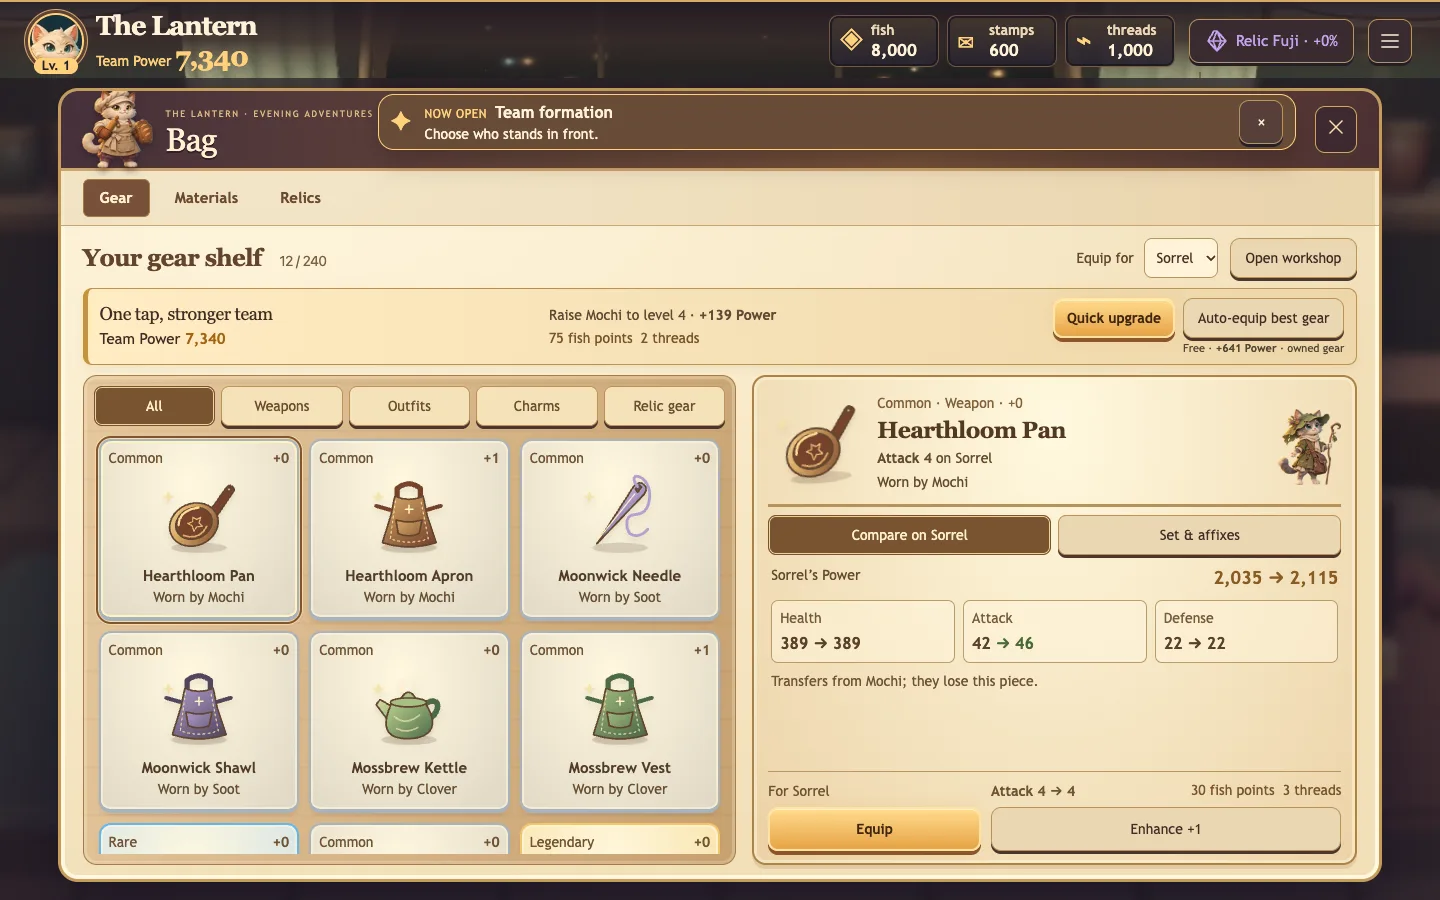 The Lantern
Team Power 7,340
Lv. 1
fish
8,000
stamps
600
threads
1,000
Relic Fuji · +0%
THE LANTERN · EVENING ADVENTURES
Bag
NOW OPEN Team formation
Choose who stands in front.
×
Gear
Materials
Relics
Your gear shelf 12 / 240
Equip for
Sorrel
Open workshop
One tap, stronger team
Team Power 7,340
Raise Mochi to level 4 · +139 Power
75 fish points 2 threads
Quick upgrade
Auto-equip best gear
Free · +641 Power · owned gear
All
Weapons
Outfits
Charms
Relic gear
Common +0
Hearthloom Pan
Worn by Mochi
Common +1
Hearthloom Apron
Worn by Mochi
Common +0
Moonwick Needle
Worn by Soot
Common +0
Moonwick Shawl
Worn by Soot
Common +0
Mossbrew Kettle
Worn by Clover
Common +1
Mossbrew Vest
Worn by Clover
Rare +0
Common +0
Legendary +0
Common · Weapon · +0
Hearthloom Pan
Attack 4 on Sorrel
Worn by Mochi
Compare on Sorrel
Set & affixes
Sorrel's Power
2,035 → 2,115
Health
389 → 389
Attack
42 → 46
Defense
22 → 22
Transfers from Mochi; they lose this piece.
For Sorrel
Attack 4 → 4
30 fish points 3 threads
Equip
Enhance +1